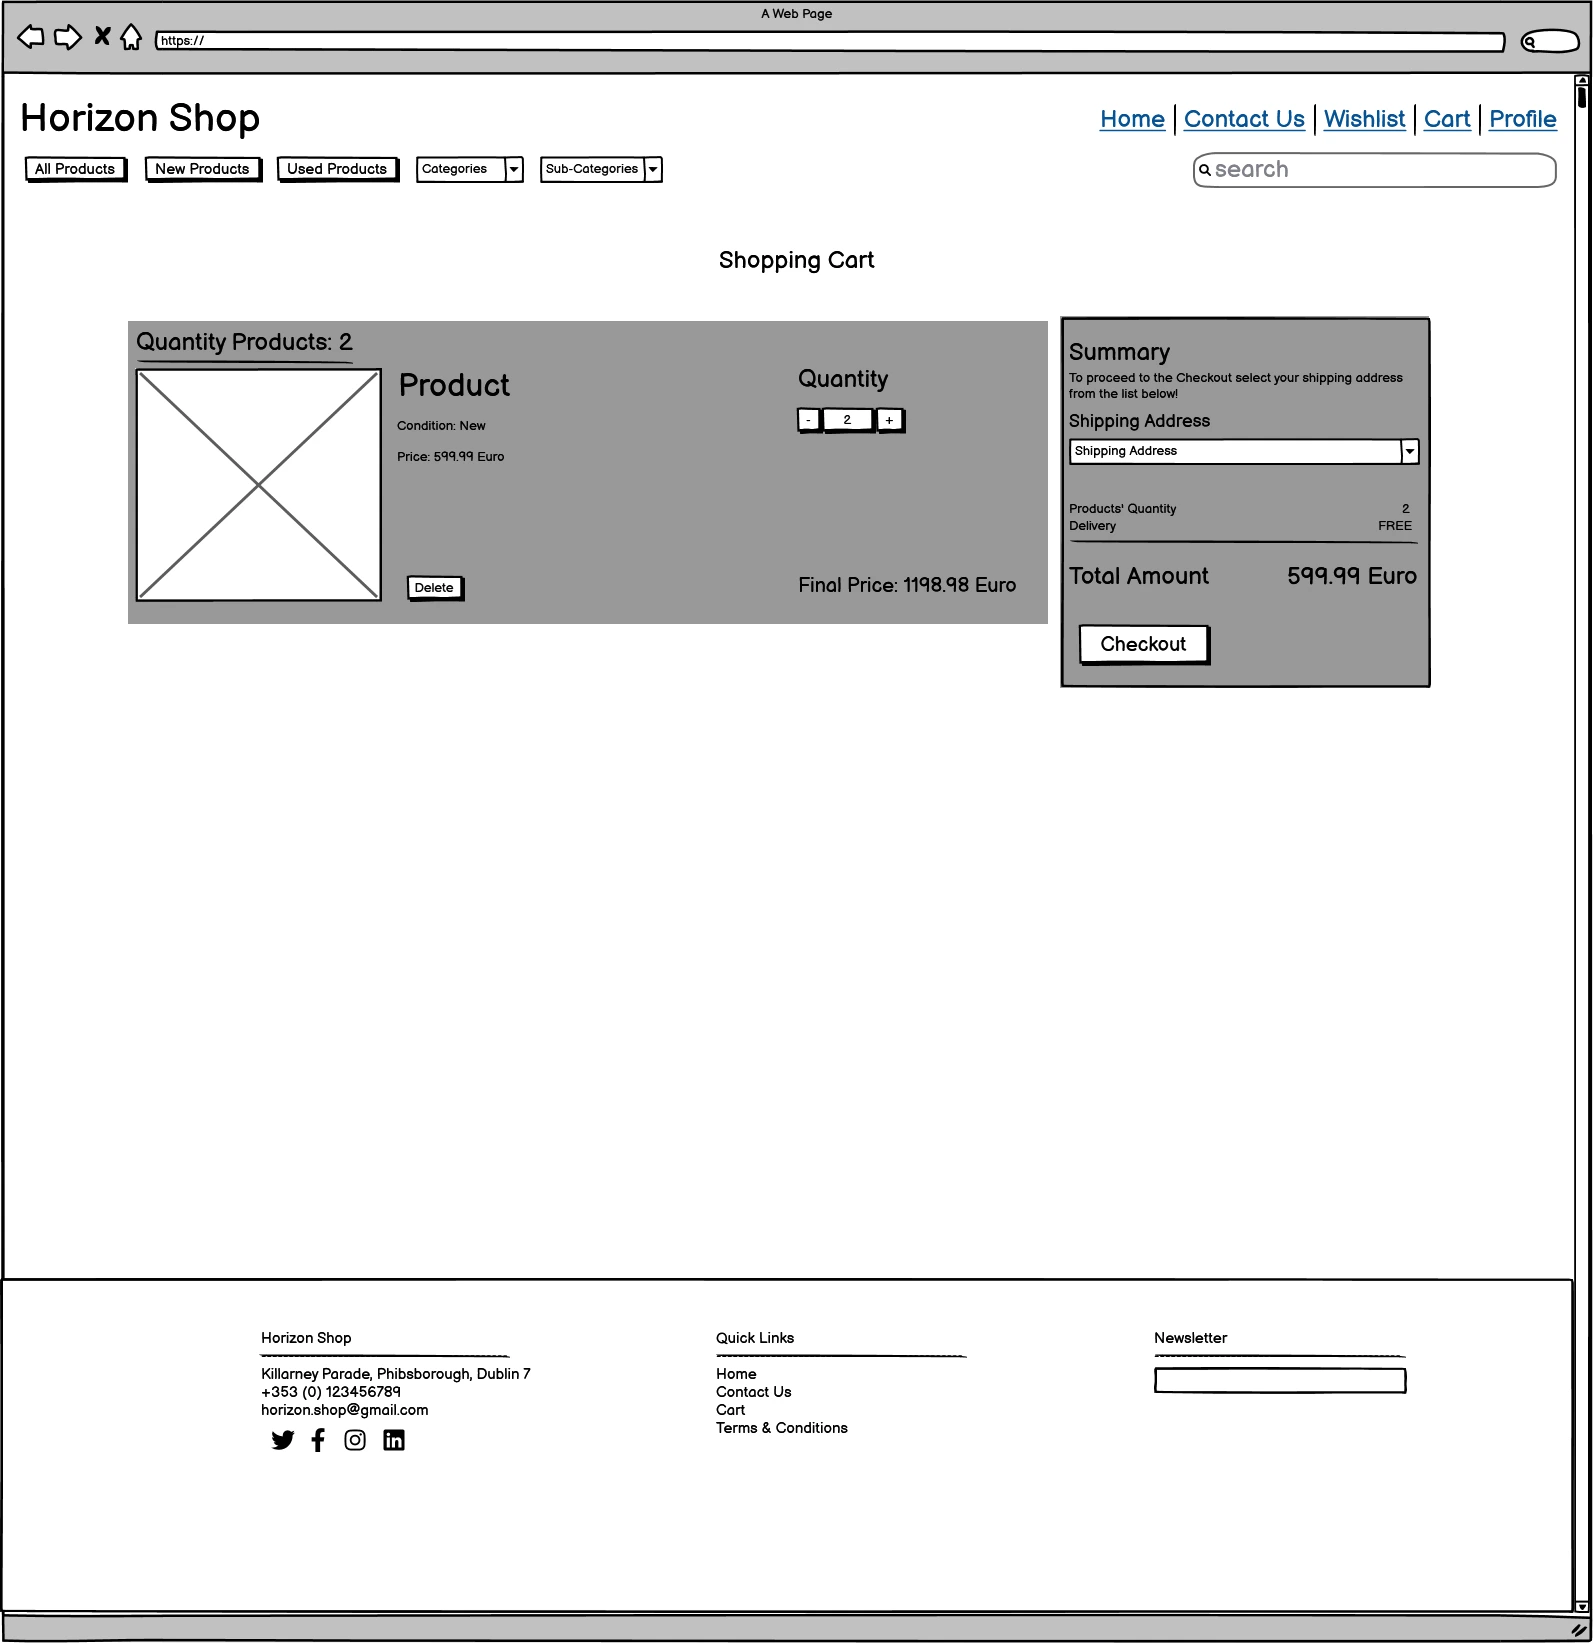 A Web Page
https://
Horizon Shop
Home Contact Us Wishlist Cart Profile
All Products New Products Used Products Categories Sub-Categories search
Shopping Cart
Quantity Products: 2
Product
Condition: New
Price: 599.99 Euro
Delete
Quantity
- 2 +
Final Price: 1198.98 Euro
Summary
To proceed to the Checkout select your shipping address
from the list below!
Shipping Address
Shipping Address
Products' Quantity 2
Delivery FREE
Total Amount 599.99 Euro
Checkout
Horizon Shop
Killarney Parade, Phibsborough, Dublin 7
+353 (0) 123456789
horizon.shop@gmail.com
Quick Links
Home
Contact Us
Cart
Terms & Conditions
Newsletter